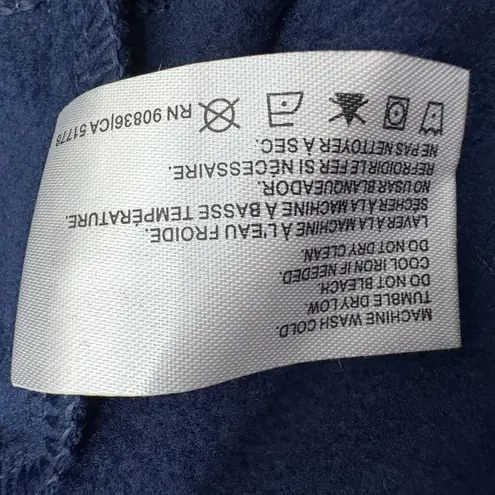 MACHINE WASH COLD.
TUMBLE DRY LOW.
DO NOT BLEACH.
COOL IRON IF NEEDED.
DO NOT DRY CLEAN.
LAVER À LA MACHINE À L'EAU FROIDE.
SÉCHER À LA MACHINE À BASSE TEMPÉRATURE.
NO USAR BLANQUEADOR.
REFROIDIR LE FER SI NÉCESSAIRE.
NE PAS NETTOYER A SEC.
RN 90836|CA 51778